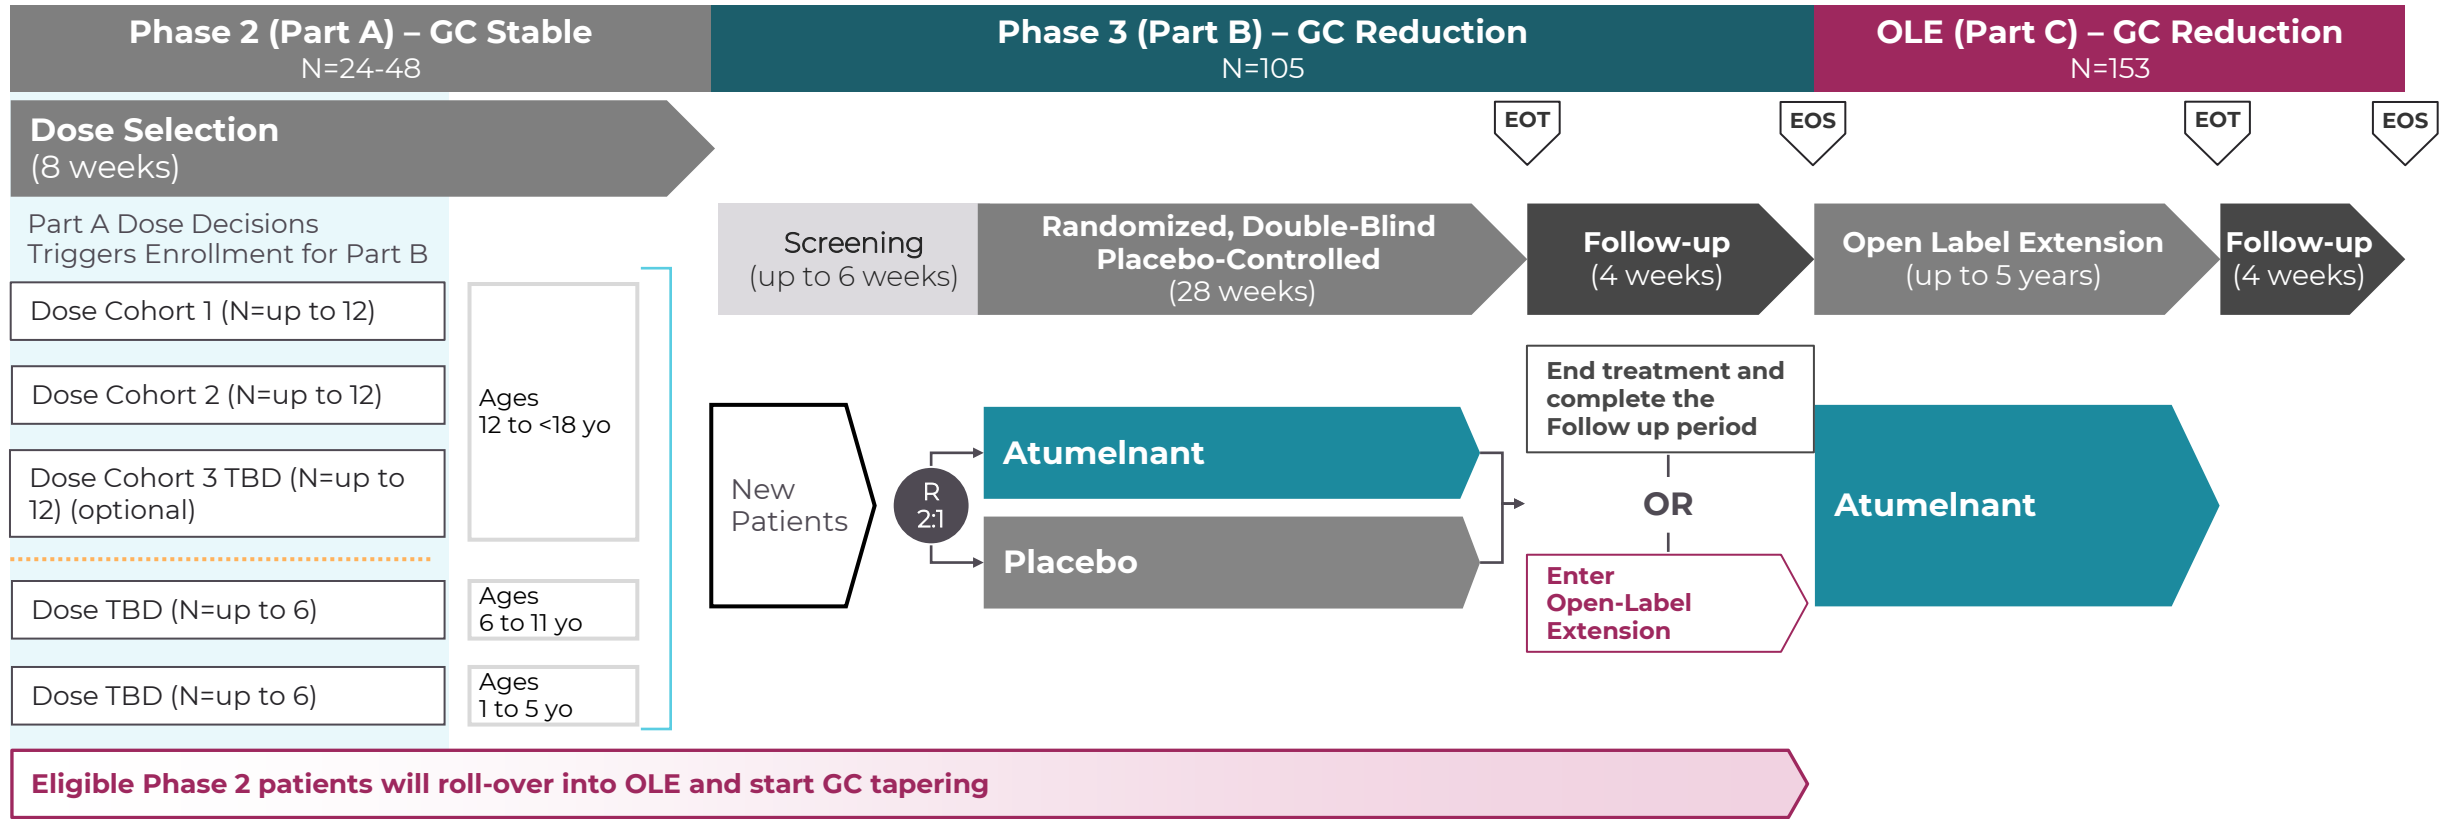 Phase 2 (Part A) – GC Stable
N=24-48
Phase 3 (Part B) – GC Reduction
N=105
OLE (Part C) – GC Reduction
N=153
Dose Selection
(8 weeks)
EOT
EOS
EOT
EOS
Part A Dose Decisions
Triggers Enrollment for Part B
Screening
(up to 6 weeks)
Randomized, Double-Blind
Placebo-Controlled
(28 weeks)
Follow-up
(4 weeks)
Open Label Extension
(up to 5 years)
Follow-up
(4 weeks)
Dose Cohort 1 (N=up to 12)
Dose Cohort 2 (N=up to 12)
Dose Cohort 3 TBD (N=up to
12) (optional)
Ages
12 to <18 yo
Dose TBD (N=up to 6)
Ages
6 to 11 yo
Dose TBD (N=up to 6)
Ages
1 to 5 yo
New
Patients
R
2:1
Atumelnant
Placebo
End treatment and
complete the
Follow up period
OR
Enter
Open-Label
Extension
Atumelnant
Eligible Phase 2 patients will roll-over into OLE and start GC tapering